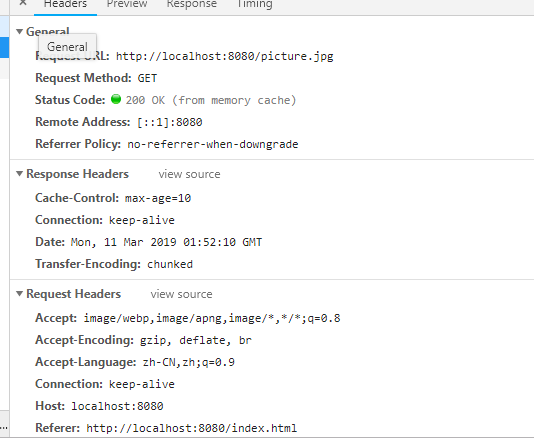 × Headers Preview Response Timing
▼ General
General
Request URL: http://localhost:8080/picture.jpg
Request Method: GET
Status Code: 200 OK (from memory cache)
Remote Address: [::1]:8080
Referrer Policy: no-referrer-when-downgrade
▼ Response Headers view source
Cache-Control: max-age=10
Connection: keep-alive
Date: Mon, 11 Mar 2019 01:52:10 GMT
Transfer-Encoding: chunked
▼ Request Headers view source
Accept: image/webp,image/apng,image/*,*/*;q=0.8
Accept-Encoding: gzip, deflate, br
Accept-Language: zh-CN,zh;q=0.9
Connection: keep-alive
Host: localhost:8080
... Referer: http://localhost:8080/index.html